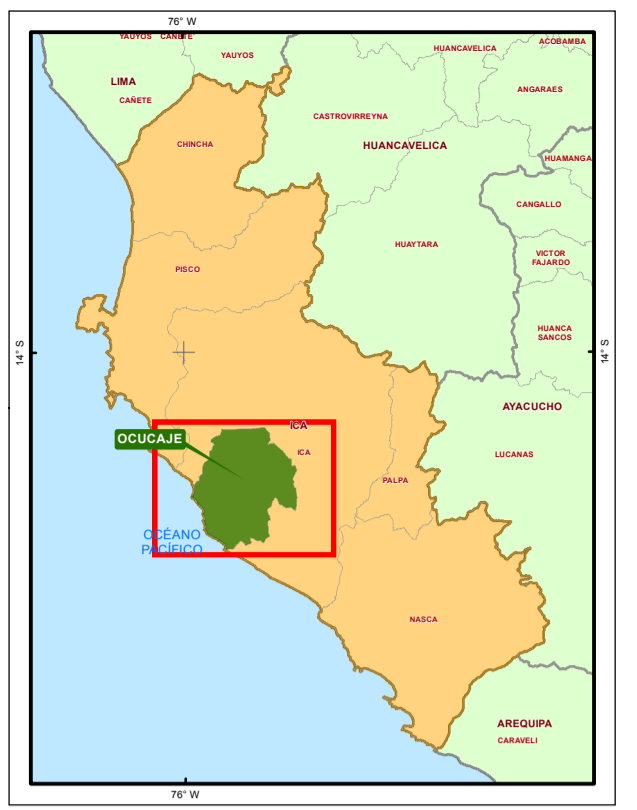 76° W
YAUYOS
CAÑETE
ACOBAMBA
HUANCAVELICA
YAUYOS
LIMA
ANGARAES
CAÑETE
CASTROVIRREYNA
CHINCHA
HUANCAVELICA
HUAMANGA
CANGALLO
HUAYTARA
VICTOR
FAJARDO
PISCO
HUANCA
SANCOS
14° S
14° S
AYACUCHO
ICA
OCUCAJE
ICA
LUCANAS
PALPA
OCÉANO
PACÍFICO
NASCA
AREQUIPA
CARAVELI
76° W